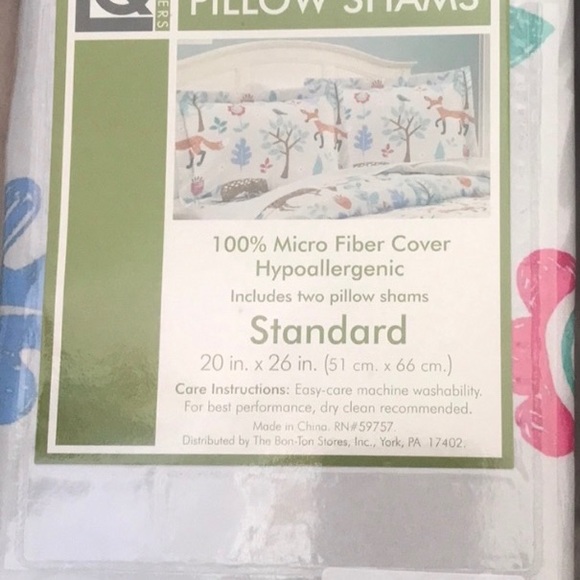 Q
ERS
PILLOW SHAMS
100% Micro Fiber Cover
Hypoallergenic
Includes two pillow shams
Standard
20 in. x 26 in. (51 cm. x 66 cm.)
Care Instructions: Easy-care machine washability.
For best performance, dry clean recommended.
Made in China. RN#59757
Distributed by The Bon-Ton Stores, Inc., York, PA 17402.